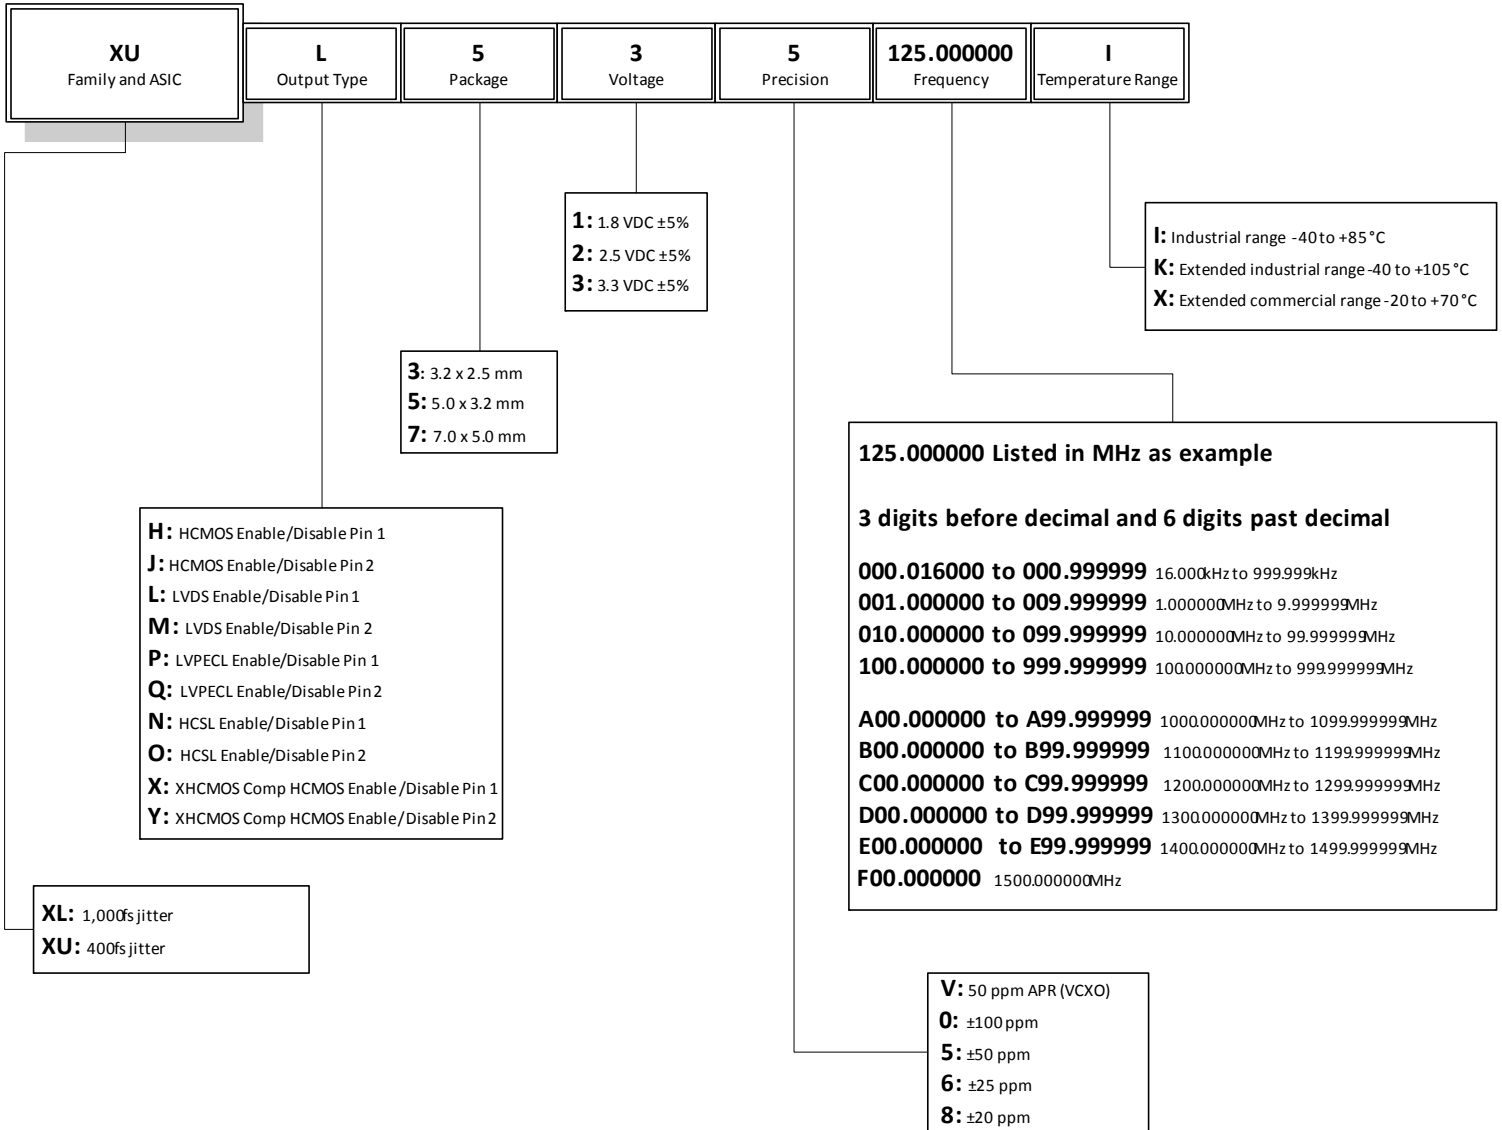 XU
Family and ASIC
L
Output Type
5
Package
3
Voltage
5
Precision
125.000000
Frequency
I
Temperature Range
1: 1.8 VDC ±5%
2: 2.5 VDC ±5%
3: 3.3 VDC ±5%
I: Industrial range -40 to +85°C
K: Extended industrial range -40 to +105°C
X: Extended commercial range -20 to +70°C
3: 3.2 x 2.5 mm
5: 5.0 x 3.2 mm
7: 7.0 x 5.0 mm
125.000000 Listed in MHz as example
3 digits before decimal and 6 digits past decimal
000.016000 to 000.999999 16.000kHz to 999.999kHz
001.000000 to 009.999999 1.000000MHz to 9.999999MHz
010.000000 to 099.999999 10.000000MHz to 99.999999MHz
100.000000 to 999.999999 100.000000MHz to 999.999999MHz
A00.000000 to A99.999999 1000.000000MHz to 1099.999999MHz
B00.000000 to B99.999999 1100.000000MHz to 1199.999999MHz
C00.000000 to C99.999999 1200.000000MHz to 1299.999999MHz
D00.000000 to D99.999999 1300.000000MHz to 1399.999999MHz
E00.000000 to E99.999999 1400.000000MHz to 1499.999999MHz
F00.000000 1500.000000MHz
H: HCMOS Enable/Disable Pin 1
J: HCMOS Enable/Disable Pin 2
L: LVDS Enable/Disable Pin 1
M: LVDS Enable/Disable Pin 2
P: LVPECL Enable/Disable Pin 1
Q: LVPECL Enable/Disable Pin 2
N: HCSL Enable/Disable Pin 1
O: HCSL Enable/Disable Pin 2
X: XHCMOS Comp HCMOS Enable/Disable Pin 1
Y: XHCMOS Comp HCMOS Enable/Disable Pin 2
XL: 1,000fs jitter
XU: 400fs jitter
V: 50 ppm APR (VCXO)
0: ±100 ppm
5: ±50 ppm
6: ±25 ppm
8: ±20 ppm